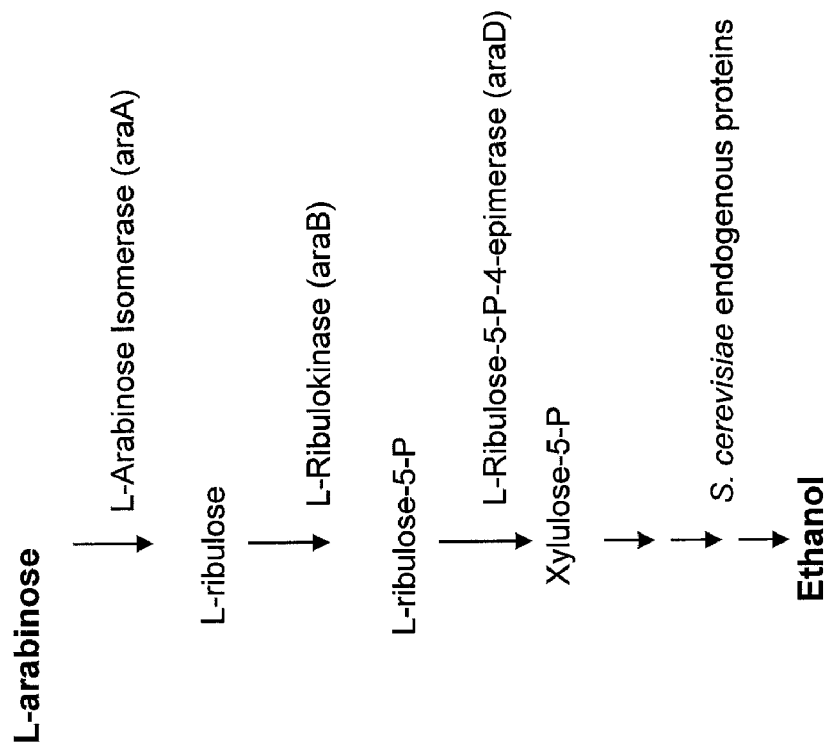 L-arabinose
L-Arabinose Isomerase (araA)
L-ribulose
L-Ribulokinase (araB)
L-ribulose-5-P
L-Ribulose-5-P-4-epimerase (araD)
Xylulose-5-P
S. cerevisiae endogenous proteins
Ethanol